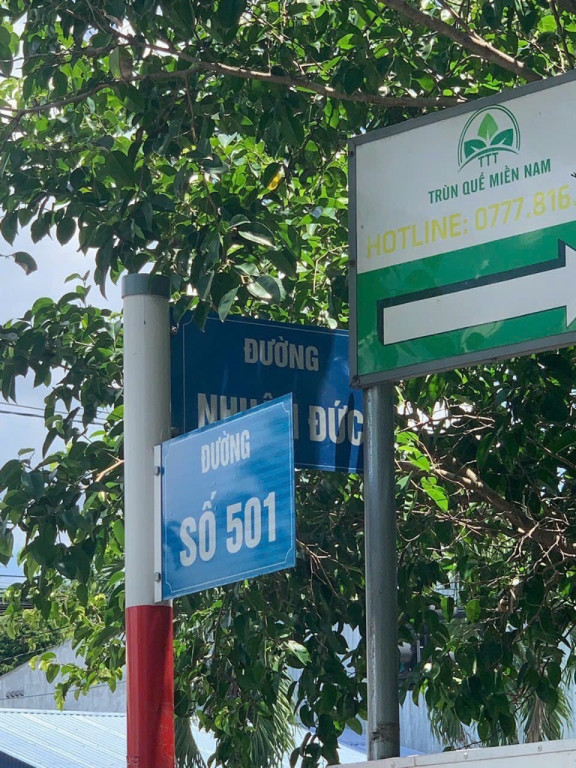 TTT
TRÙN QUẾ MIỀN NAM
HOTLINE: 0777.816
ĐƯỜNG
ĐỨC
ĐƯỜNG
SỐ 501